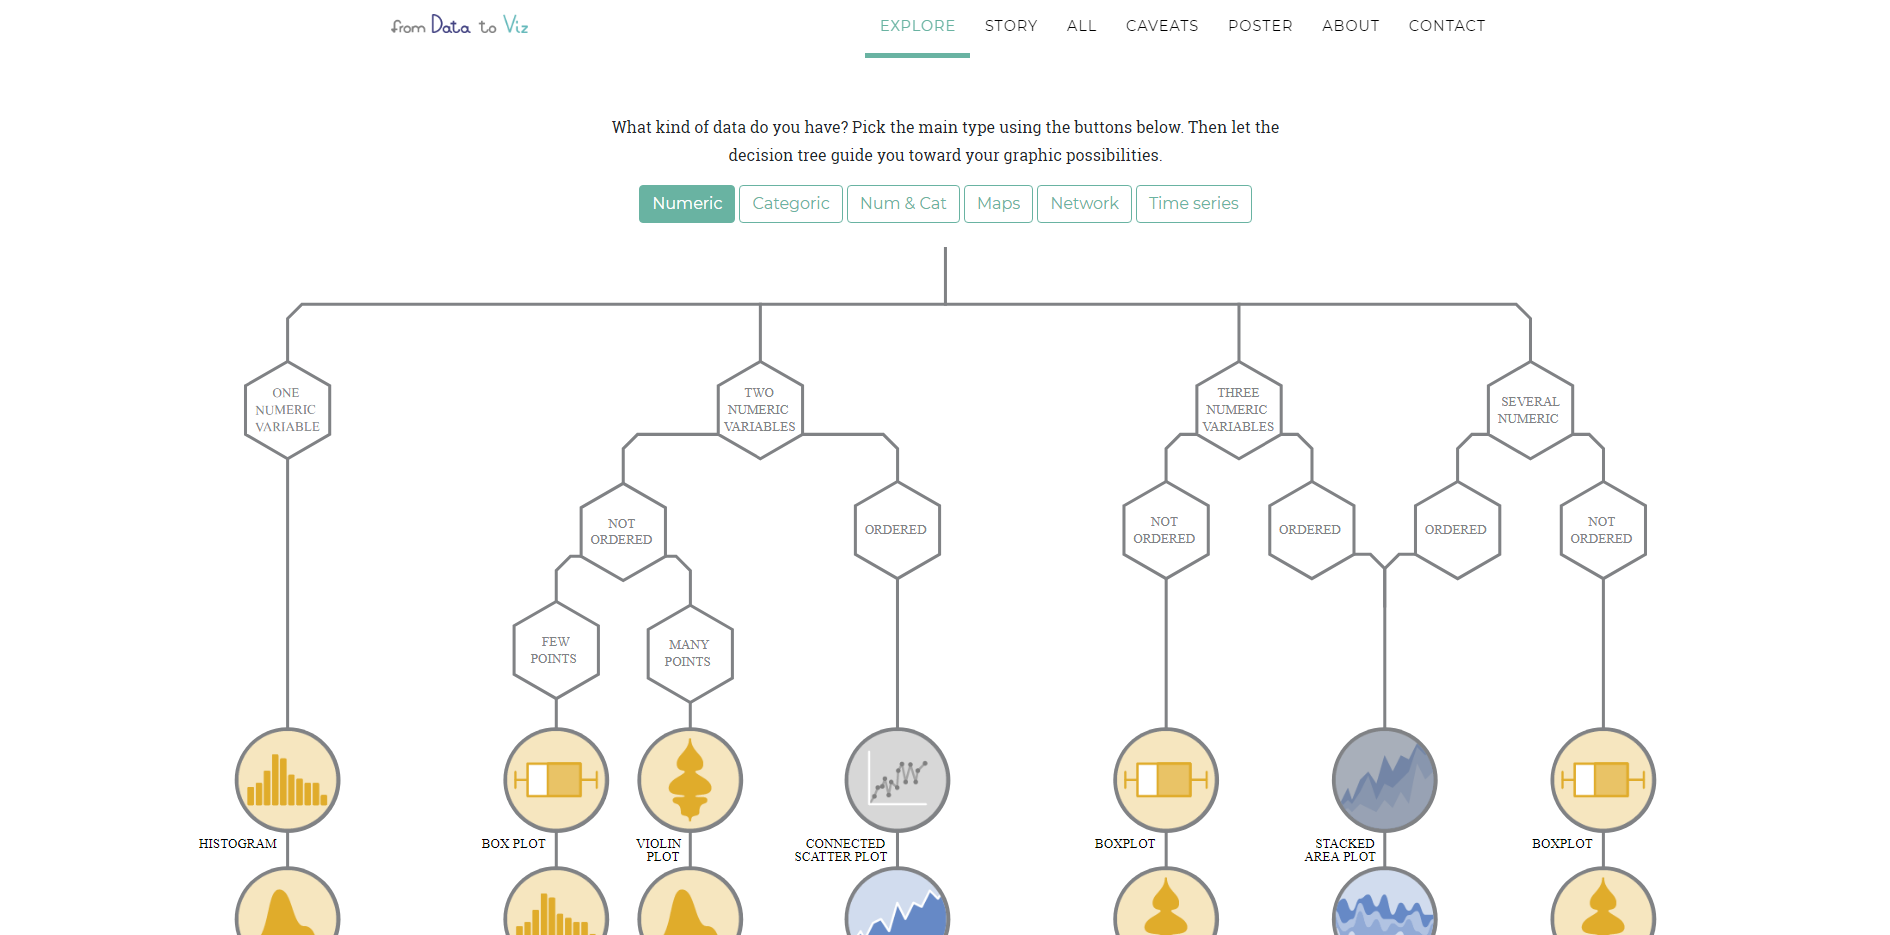 from Data to Viz
EXPLORE STORY ALL CAVEATS POSTER ABOUT CONTACT
What kind of data do you have? Pick the main type using the buttons below. Then let the
decision tree guide you toward your graphic possibilities.
Numeric Categoric Num & Cat Maps Network Time series
ONE
NUMERIC
VARIABLE
TWO
NUMERIC
VARIABLES
THREE
NUMERIC
VARIABLES
SEVERAL
NUMERIC
NOT
ORDERED
ORDERED
NOT
ORDERED
ORDERED
ORDERED
NOT
ORDERED
FEW
POINTS
MANY
POINTS
HISTOGRAM
BOX PLOT
VIOLIN
PLOT
CONNECTED
SCATTER PLOT
BOXPLOT
STACKED
AREA PLOT
BOXPLOT